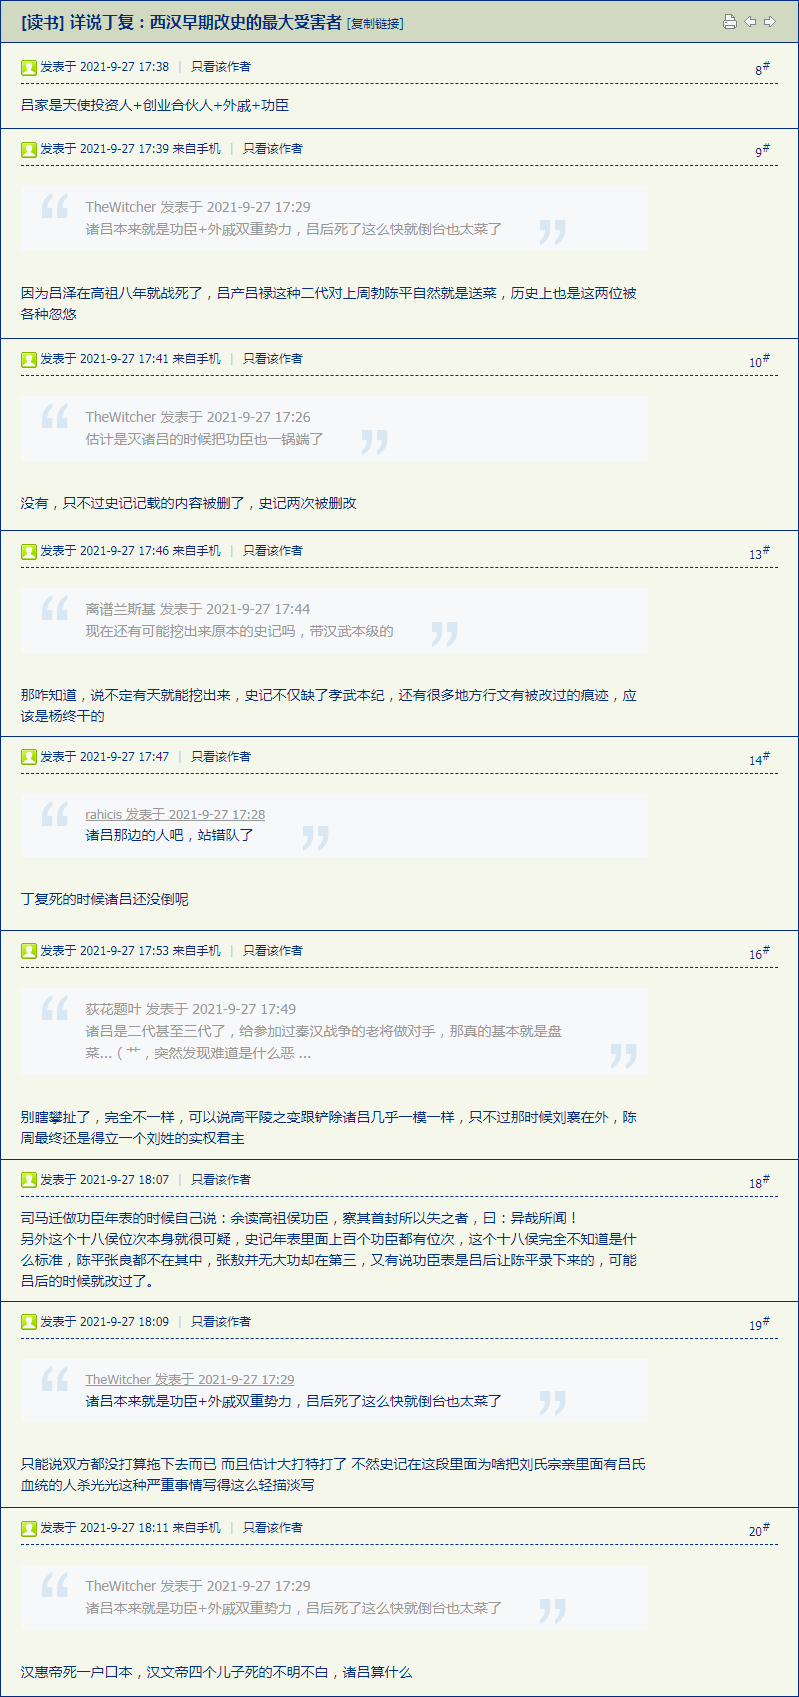 [读书] 详说丁复：西汉早期改史的最大受害者 [复制链接]
发表于 2021-9-27 17:38 | 只看该作者 8#
吕家是天使投资人+创业合伙人+外戚+功臣
发表于 2021-9-27 17:39 来自手机 | 只看该作者 9#
TheWitcher 发表于 2021-9-27 17:29
诸吕本来就是功臣+外戚双重势力，吕后死了这么快就倒台也太菜了
因为吕泽在高祖八年就战死了，吕产吕禄这种二代对上周勃陈平自然就是送菜，历史上也是这两位被
各种忽悠
发表于 2021-9-27 17:41 来自手机 | 只看该作者 10#
TheWitcher 发表于 2021-9-27 17:26
估计是灭诸吕的时候把功臣也一锅端了
没有，只不过史记记载的内容被删了，史记两次被删改
发表于 2021-9-27 17:46 来自手机 | 只看该作者 13#
离谱兰斯基 发表于 2021-9-27 17:44
现在还有可能挖出来原本的史记吗，带汉武本级的
那咋知道，说不定有天就能挖出来，史记不仅缺了孝武本纪，还有很多地方行文有被改过的痕迹，应
该是杨终干的
发表于 2021-9-27 17:47 | 只看该作者 14#
rahicis 发表于 2021-9-27 17:28
诸吕那边的人吧，站错队了
丁复死的时候诸吕还没倒呢
发表于 2021-9-27 17:53 来自手机 | 只看该作者 16#
荻花题叶 发表于 2021-9-27 17:49
诸吕是二代甚至三代了，给参加过秦汉战争的老将做对手，那真的基本就是盘
菜...（艹，突然发现难道是什么恶 ...
别瞎攀扯了，完全不一样，可以说高平陵之变跟铲除诸吕几乎一模一样，只不过那时候刘襄在外，陈
周最终还是得立一个刘姓的实权君主
发表于 2021-9-27 18:07 | 只看该作者 18#
司马迁做功臣年表的时候自己说：余读高祖侯功臣，察其首封所以失之者，曰：异哉所闻！
另外这个十八侯位次本身就很可疑，史记年表里面上百个功臣都有位次，这个十八侯完全不知道是什
么标准，陈平张良都不在其中，张敖并无大功却在第三，又有说功臣表是吕后让陈平录下来的，可能
吕后的时候就改过了。
发表于 2021-9-27 18:09 | 只看该作者 19#
TheWitcher 发表于 2021-9-27 17:29
诸吕本来就是功臣+外戚双重势力，吕后死了这么快就倒台也太菜了
只能说双方都没打算拖下去而已 而且估计大打特打了 不然史记在这段里面为啥把刘氏宗亲里面有吕氏
血统的人杀光光这种严重事情写得这么轻描淡写
发表于 2021-9-27 18:11 来自手机 | 只看该作者 20#
TheWitcher 发表于 2021-9-27 17:29
诸吕本来就是功臣+外戚双重势力，吕后死了这么快就倒台也太菜了
汉惠帝死一户口本，汉文帝四个儿子死的不明不白，诸吕算什么